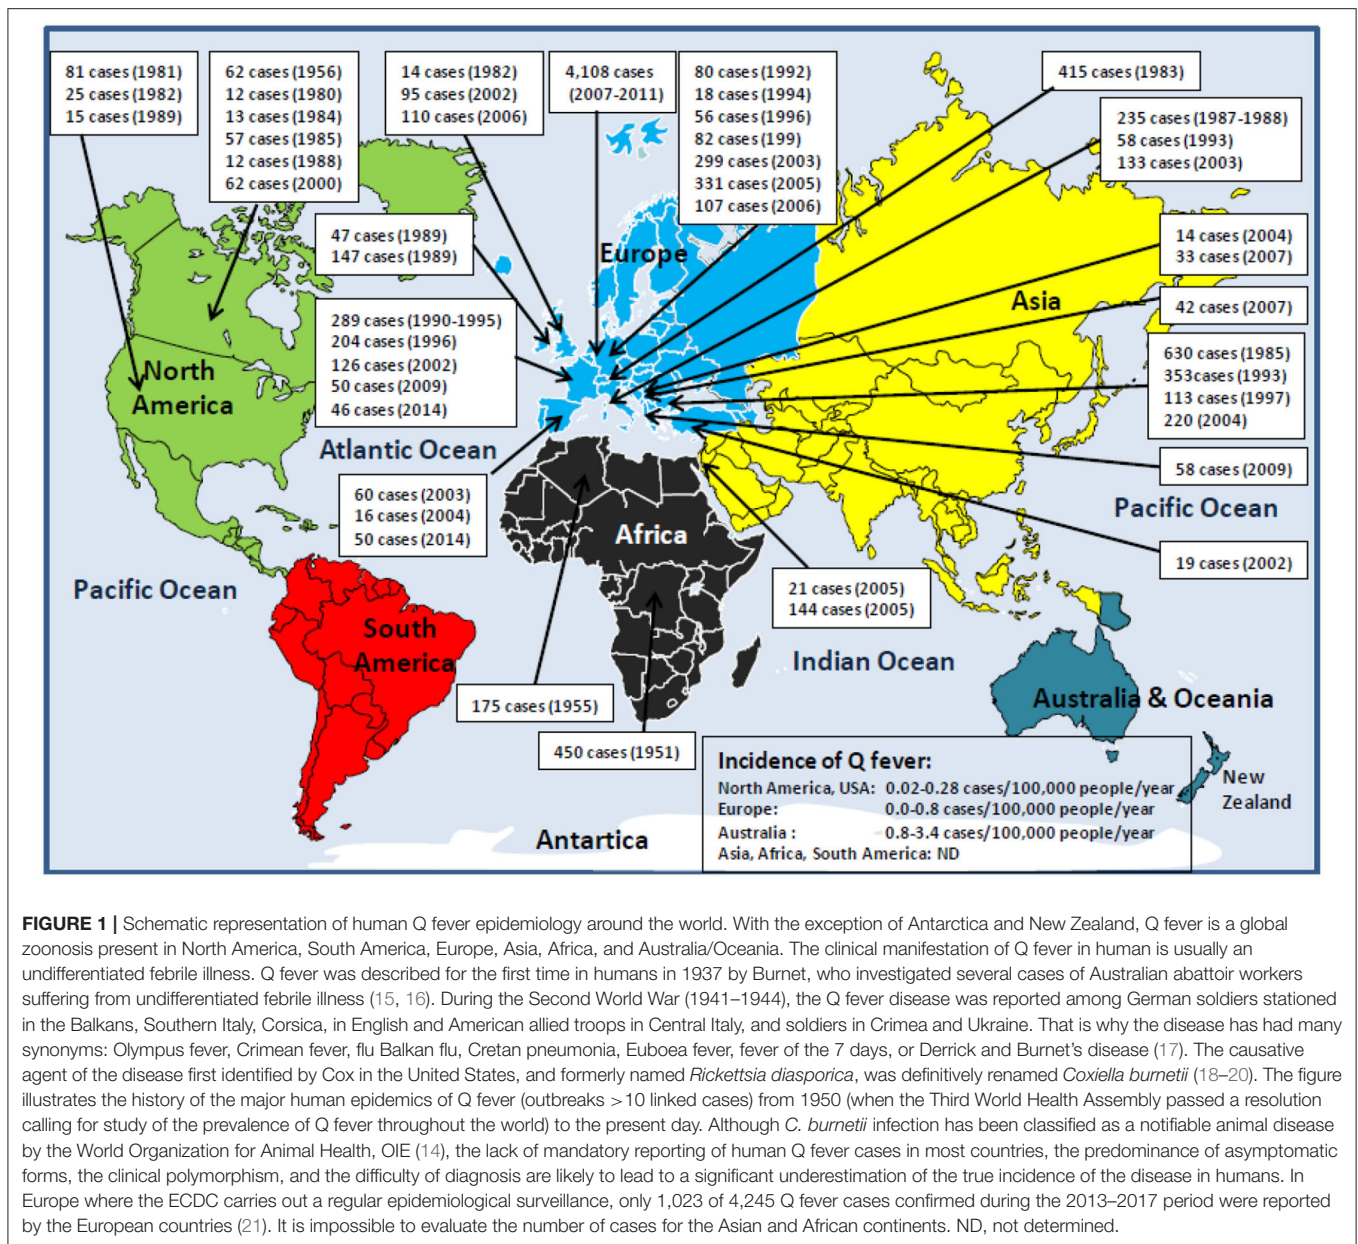 81 cases (1981)
25 cases (1982)
15 cases (1989)
62 cases (1956)
12 cases (1980)
13 cases (1984)
57 cases (1985)
12 cases (1988)
62 cases (2000)
14 cases (1982)
95 cases (2002)
110 cases (2006)
4,108 cases
(2007-2011)
80 cases (1992)
18 cases (1994)
56 cases (1996)
82 cases (199)
299 cases (2003)
331 cases (2005)
107 cases (2006)
415 cases (1983)
235 cases (1987-1988)
58 cases (1993)
133 cases (2003)
47 cases (1989)
147 cases (1989)
Europe
14 cases (2004)
33 cases (2007)
Asia
42 cases (2007)
289 cases (1990-1995)
204 cases (1996)
126 cases (2002)
50 cases (2009)
46 cases (2014)
630 cases (1985)
353cases (1993)
113 cases (1997)
220 cases (2004)
North
America
Atlantic Ocean
58 cases (2009)
60 cases (2003)
16 cases (2004)
50 cases (2014)
Pacific Ocean
Africa
19 cases (2002)
Pacific Ocean
21 cases (2005)
144 cases (2005)
South
America
Indian Ocean
175 cases (1955)
Australia & Oceania
450 cases (1951)
Incidence of Q fever:
North America, USA: 0.02-0.28 cases/100,000 people/year
Europe: 0.0-0.8 cases/100,000 people/year
Australia : 0.8-3.4 cases/100,000 people/year
Asia, Africa, South America: ND
New
Zealand
Antartica
FIGURE 1 | Schematic representation of human Q fever epidemiology around the world. With the exception of Antarctica and New Zealand, Q fever is a global
zoonosis present in North America, South America, Europe, Asia, Africa, and Australia/Oceania. The clinical manifestation of Q fever in human is usually an
undifferentiated febrile illness. Q fever was described for the first time in humans in 1937 by Burnet, who investigated several cases of Australian abattoir workers
suffering from undifferentiated febrile illness (15, 16). During the Second World War (1941–1944), the Q fever disease was reported among German soldiers stationed
in the Balkans, Southern Italy, Corsica, in English and American allied troops in Central Italy, and soldiers in Crimea and Ukraine. That is why the disease has had many
synonyms: Olympus fever, Crimean fever, flu Balkan flu, Cretan pneumonia, Euboea fever, fever of the 7 days, or Derrick and Burnet's disease (17). The causative
agent of the disease first identified by Cox in the United States, and formerly named Rickettsia diasporica, was definitively renamed Coxiella burnetii (18–20). The figure
illustrates the history of the major human epidemics of Q fever (outbreaks >10 linked cases) from 1950 (when the Third World Health Assembly passed a resolution
calling for study of the prevalence of Q fever throughout the world) to the present day. Although C. burnetii infection has been classified as a notifiable animal disease
by the World Organization for Animal Health, OIE (14), the lack of mandatory reporting of human Q fever cases in most countries, the predominance of asymptomatic
forms, the clinical polymorphism, and the difficulty of diagnosis are likely to lead to a significant underestimation of the true incidence of the disease in humans. In
Europe where the ECDC carries out a regular epidemiological surveillance, only 1,023 of 4,245 Q fever cases confirmed during the 2013–2017 period were reported
by the European countries (21). It is impossible to evaluate the number of cases for the Asian and African continents. ND, not determined.